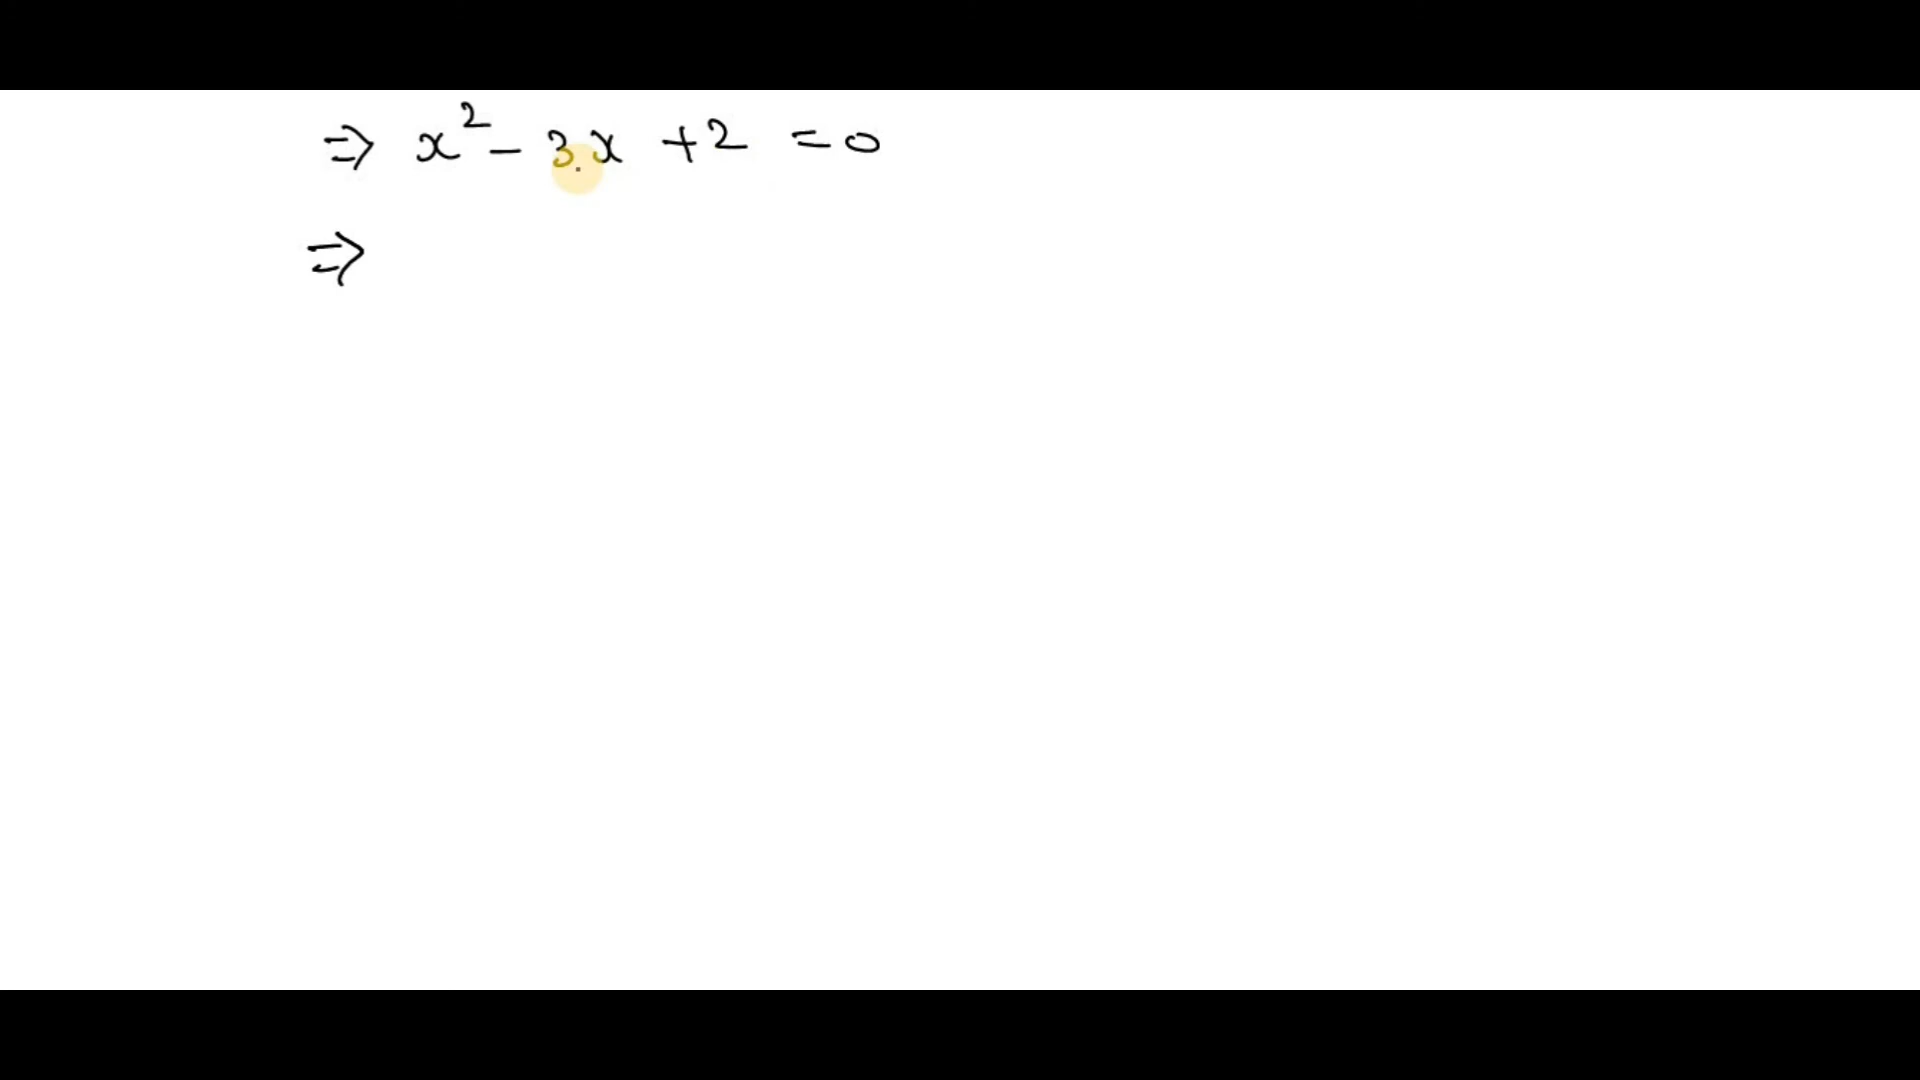 ⇒ x² - 3x + 2 = 0
⇒